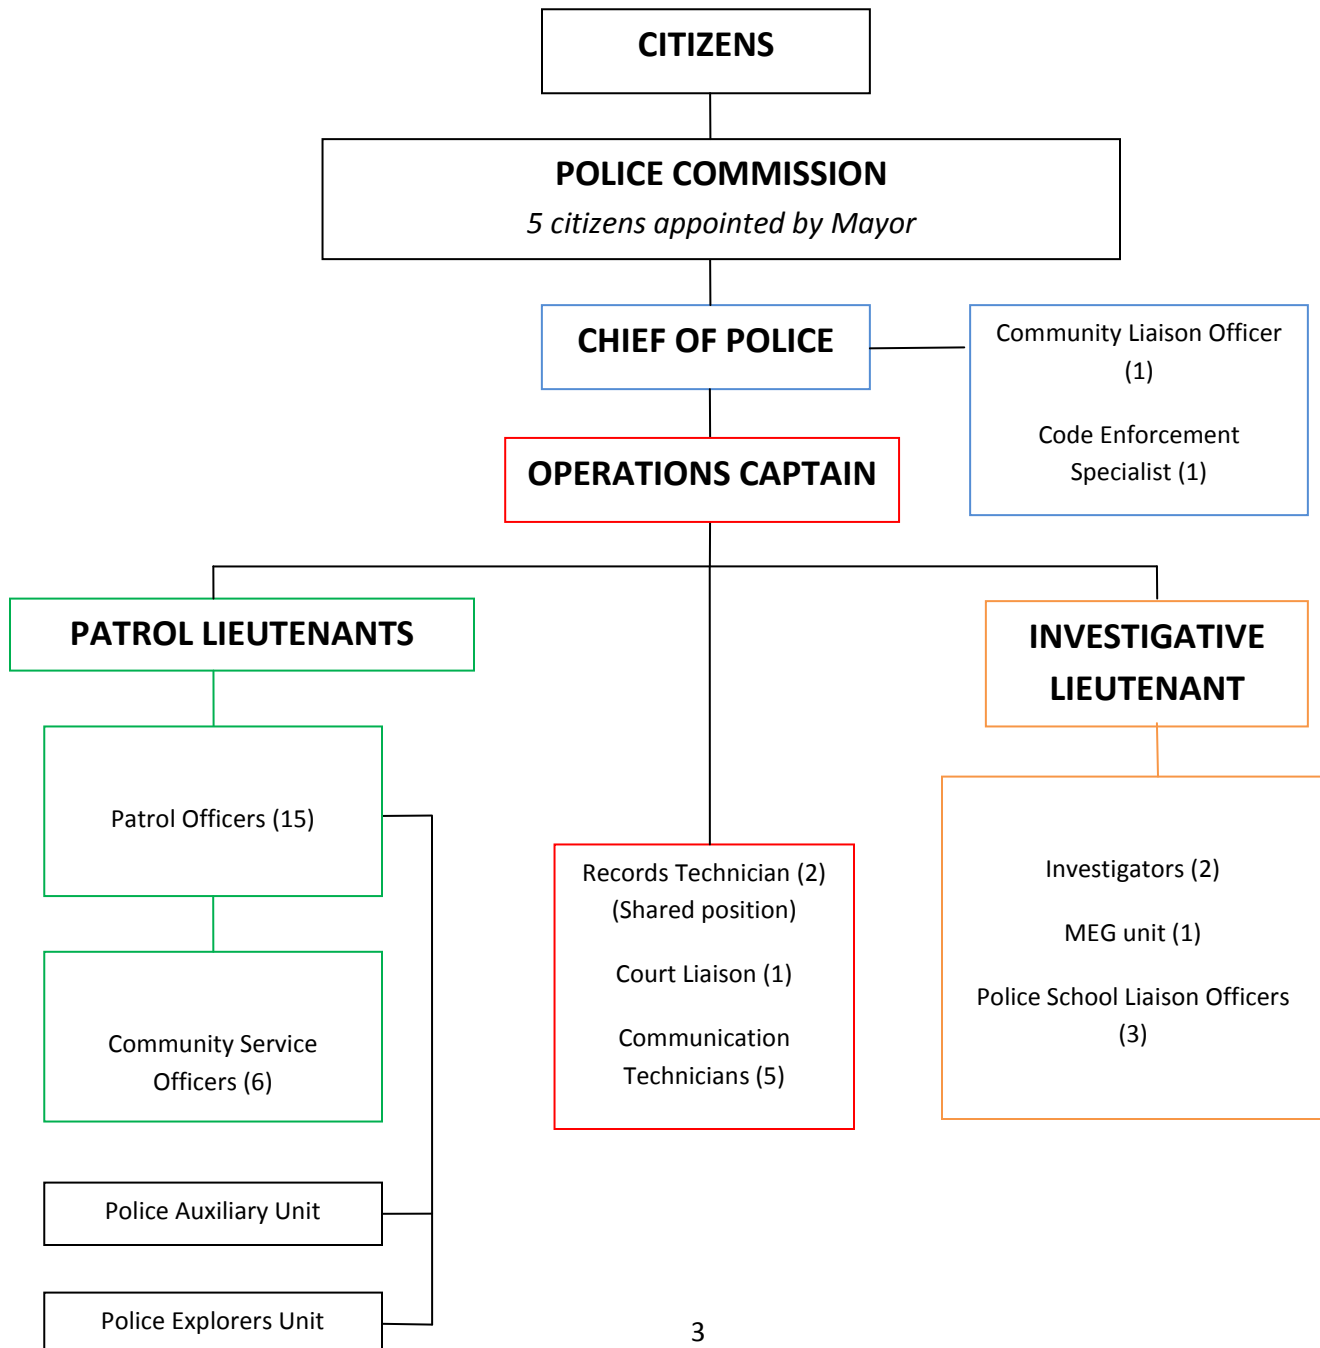 CITIZENS
POLICE COMMISSION
5 citizens appointed by Mayor
CHIEF OF POLICE
Community Liaison Officer
(1)
Code Enforcement
Specialist (1)
OPERATIONS CAPTAIN
PATROL LIEUTENANTS
INVESTIGATIVE
LIEUTENANT
Patrol Officers (15)
Community Service
Officers (6)
Police Auxiliary Unit
Police Explorers Unit
Records Technician (2)
(Shared position)
Court Liaison (1)
Communication
Technicians (5)
Investigators (2)
MEG unit (1)
Police School Liaison Officers
(3)
3